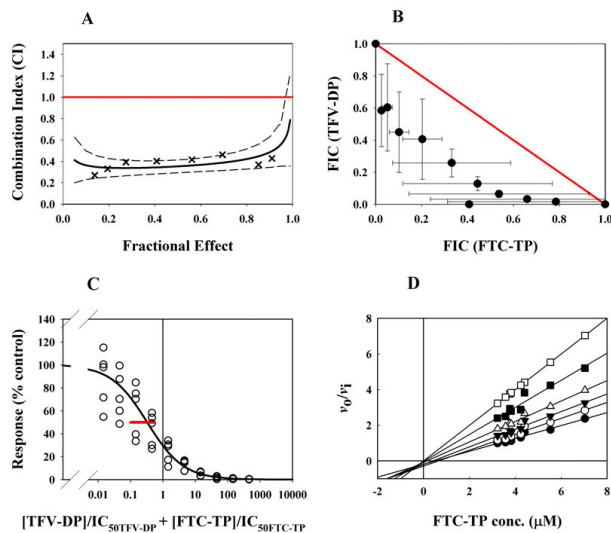 A
Combination Index (CI)
1.4
1.2
1.0
0.8
0.6
0.4
0.2
0.0
0.0 0.2 0.4 0.6 0.8 1.0
Fractional Effect
B
FIC (TFV-DP)
1.0
0.8
0.6
0.4
0.2
0.0
0.0 0.2 0.4 0.6 0.8 1.0
FIC (FTC-TP)
C
Response (% control)
140
120
100
80
60
40
20
0
0.01 0.1 1 10 100 1000 10000
[TFV-DP]/IC50TFV-DP + [FTC-TP]/IC50FTC-TP
D
vo/vi
8
6
4
2
0
-2 0 2 4 6 8
FTC-TP conc. (μM)